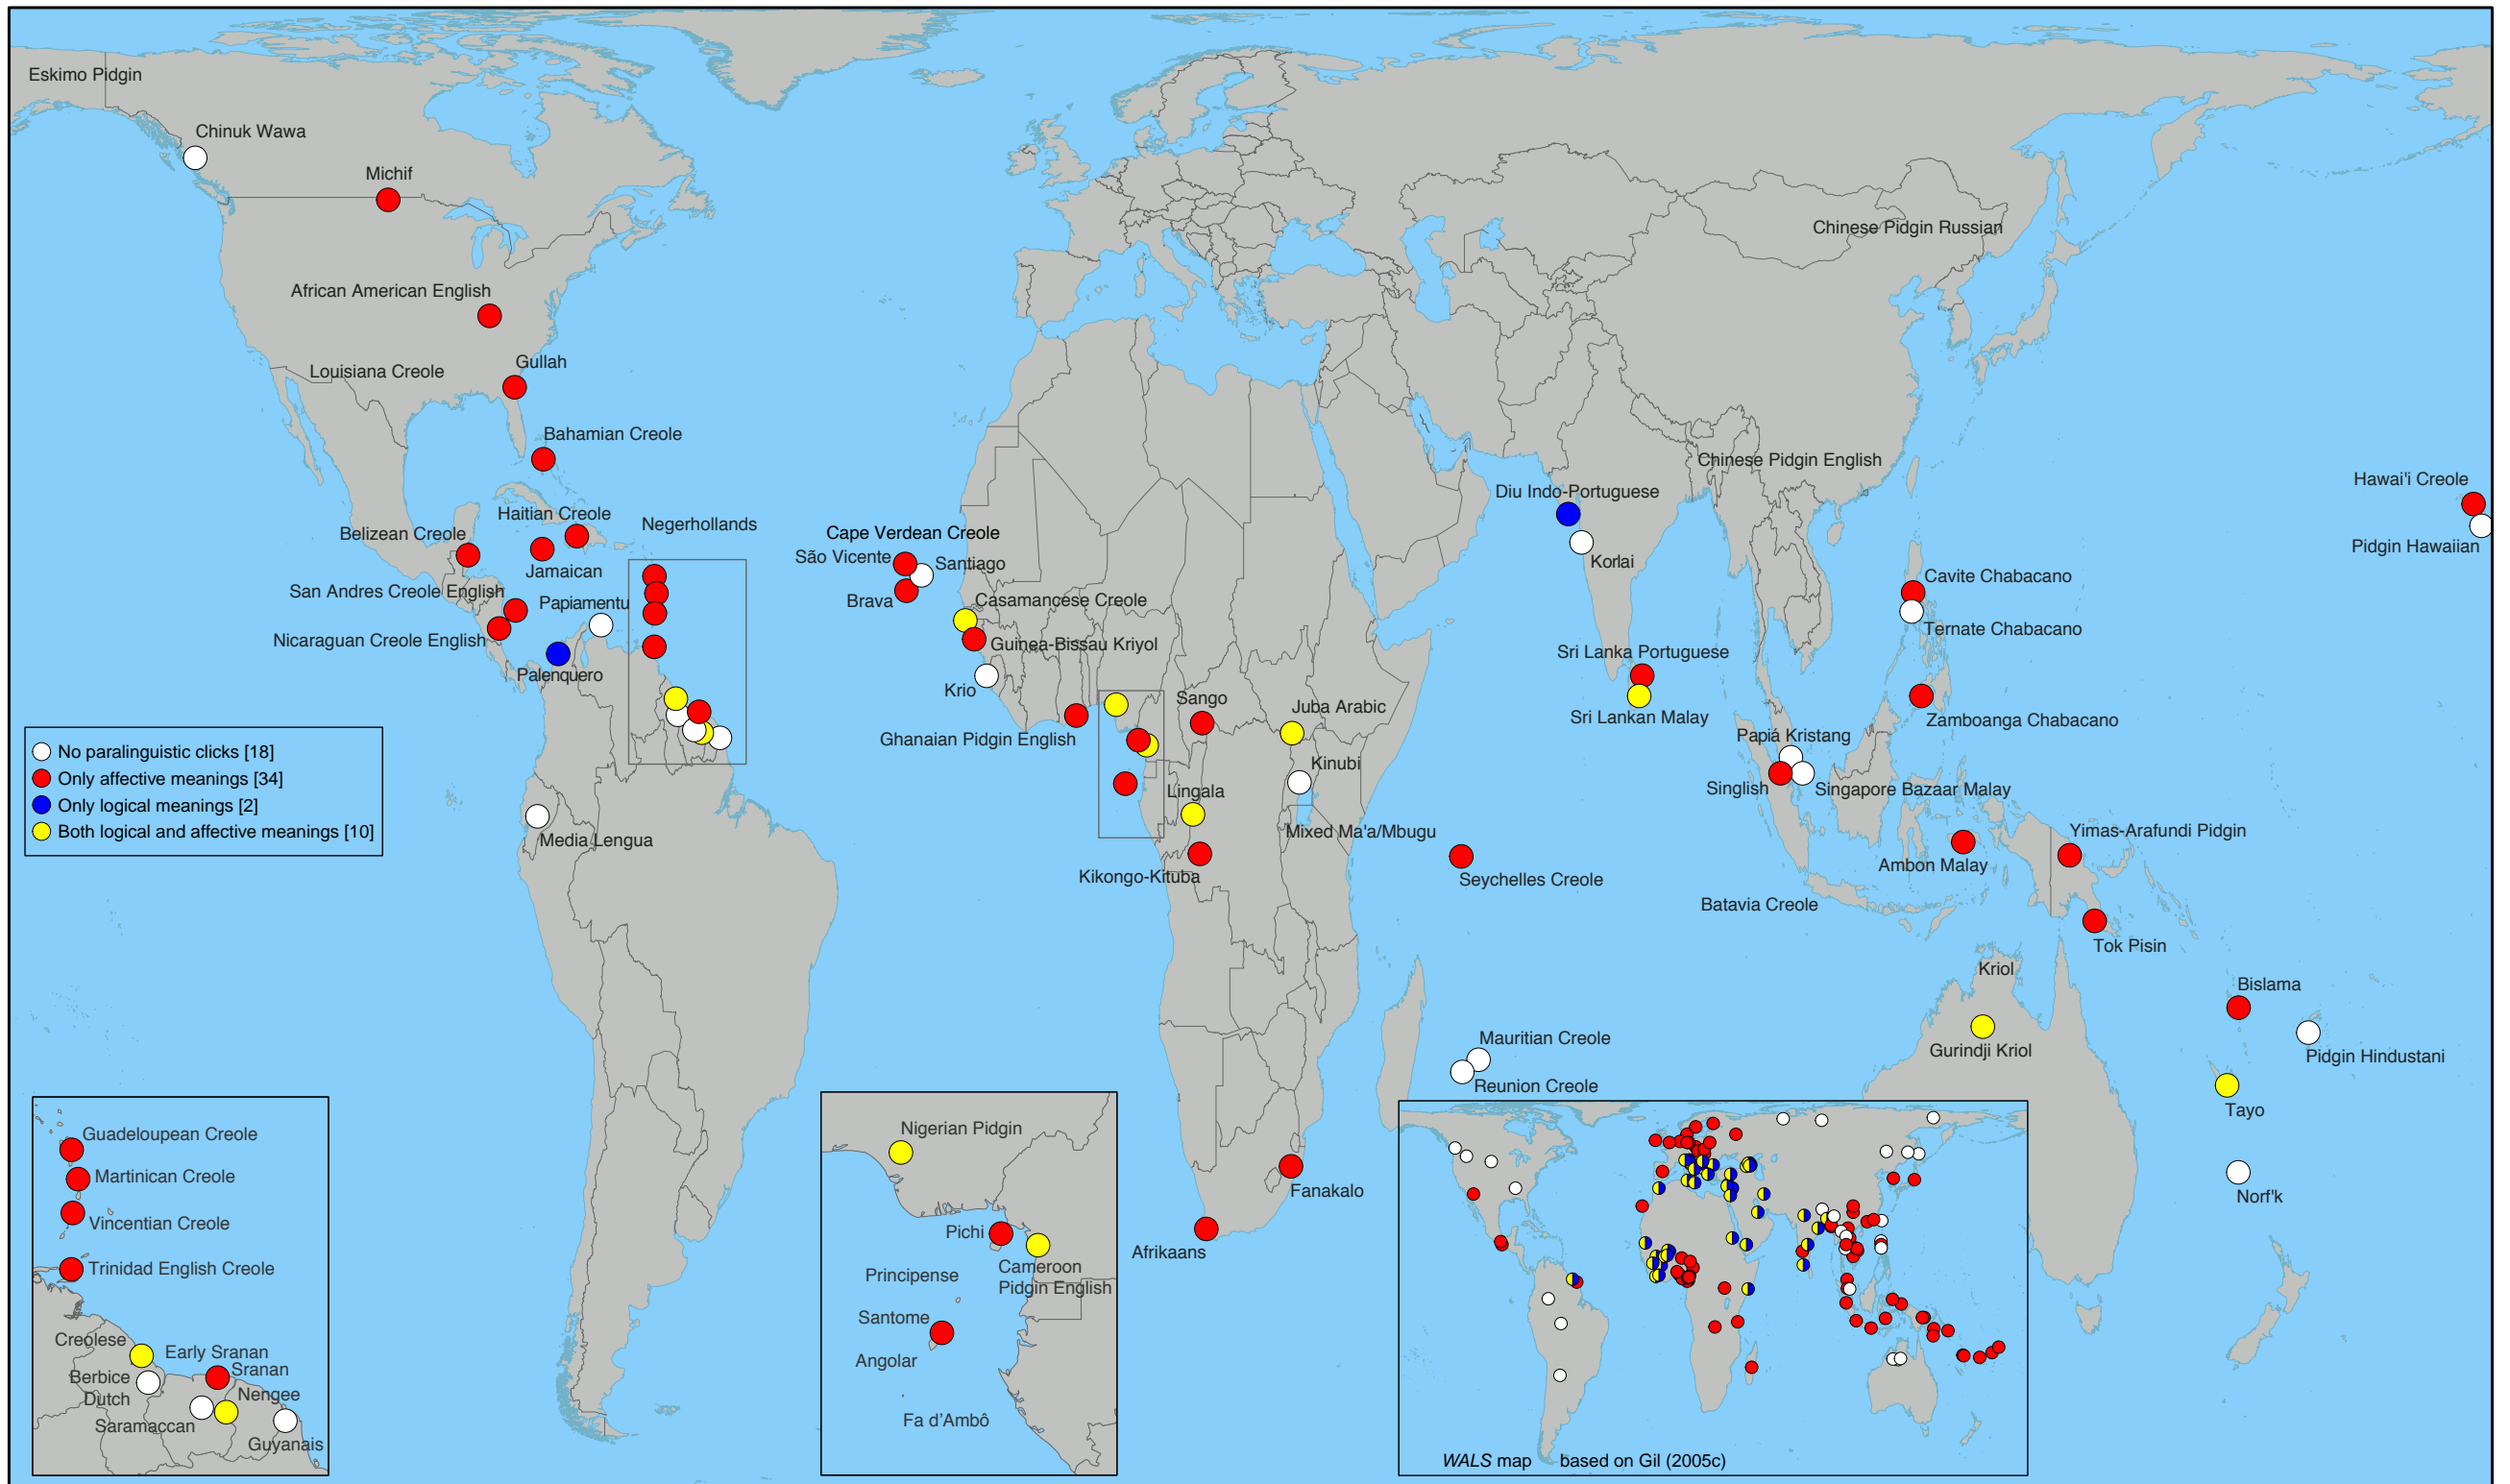 Eskimo Pidgin
Chinuk Wawa
Michif
African American English
Gullah
Louisiana Creole
Bahamian Creole
Haitian Creole
Belizean Creole
Jamaican
Negerhollands
San Andres Creole English
Papiamentu
Nicaraguan Creole English
Palenquero
Media Lengua
Cape Verdean Creole
São Vicente
Santiago
Brava
Casamancese Creole
Guinea-Bissau Kriyol
Krio
Ghanaian Pidgin English
Sango
Juba Arabic
Kinubi
Lingala
Mixed Ma'a/Mbugu
Kikongo-Kituba
Seychelles Creole
Mauritian Creole
Reunion Creole
Fanakalo
Afrikaans
Chinese Pidgin Russian
Chinese Pidgin English
Diu Indo-Portuguese
Korlai
Sri Lanka Portuguese
Sri Lankan Malay
Cavite Chabacano
Ternate Chabacano
Zamboanga Chabacano
Papiá Kristang
Singlish
Singapore Bazaar Malay
Ambon Malay
Batavia Creole
Yimas-Arafundi Pidgin
Tok Pisin
Kriol
Gurindji Kriol
Bislama
Pidgin Hindustani
Tayo
Norf'k
Hawai'i Creole
Pidgin Hawaiian
No paralinguistic clicks [18]
Only affective meanings [34]
Only logical meanings [2]
Both logical and affective meanings [10]
Guadeloupean Creole
Martinican Creole
Vincentian Creole
Trinidad English Creole
Creolese
Early Sranan
Sranan
Berbice
Dutch
Nengee
Saramaccan
Guyanais
Nigerian Pidgin
Pichi
Cameroon
Pidgin English
Principense
Santome
Angolar
Fa d'Ambô
WALS map based on Gil (2005c)